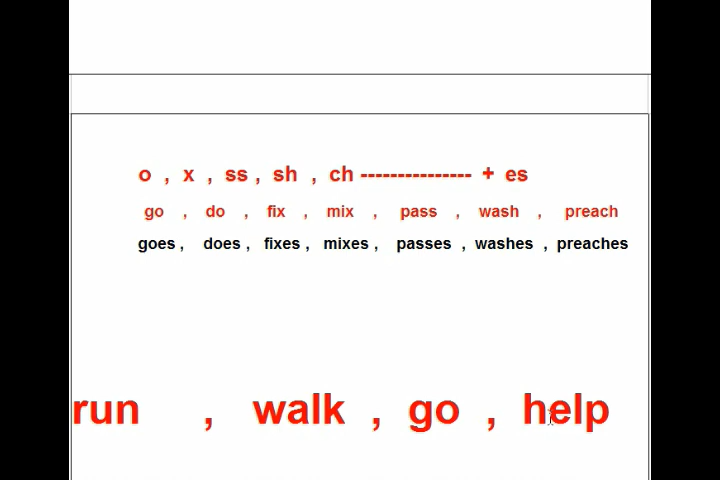 o , x , ss , sh , ch --------------- + es
go , do , fix , mix , pass , wash , preach
goes , does , fixes , mixes , passes , washes , preaches
run , walk , go , help